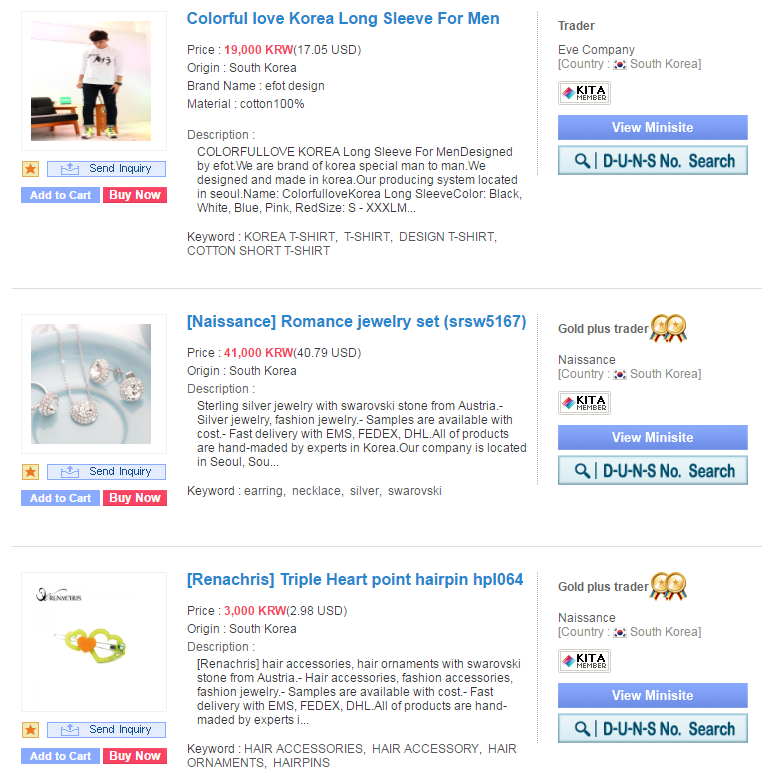 Colorful love Korea Long Sleeve For Men
Price : 19,000 KRW(17.05 USD)
Origin : South Korea
Brand Name : efot design
Material : cotton100%
Description :
COLORFULLOVE KOREA Long Sleeve For MenDesigned
by efot.We are brand of korea special man to man.We
designed and made in korea.Our producing system located
in seoul.Name: ColorfulloveKorea Long SleeveColor: Black,
White, Blue, Pink, RedSize: S - XXXLM...
Keyword : KOREA T-SHIRT, T-SHIRT, DESIGN T-SHIRT,
COTTON SHORT T-SHIRT
Send Inquiry
Add to Cart Buy Now
Trader
Eve Company
[Country : South Korea]
KITA
MEMBER
View Minisite
D-U-N-S No. Search
[Naissance] Romance jewelry set (srsw5167)
Price : 41,000 KRW(40.79 USD)
Origin : South Korea
Description :
Sterling silver jewelry with swarovski stone from Austria.-
Silver jewelry, fashion jewelry.- Samples are available with
cost.- Fast delivery with EMS, FEDEX, DHL.All of products
are hand-maded by experts in Korea.Our company is located
in Seoul, Sou...
Keyword : earring, necklace, silver, swarovski
Send Inquiry
Add to Cart Buy Now
Gold plus trader
Naissance
[Country : South Korea]
KITA
MEMBER
View Minisite
D-U-N-S No. Search
RENACHRIS
[Renachris] Triple Heart point hairpin hpl064
Price : 3,000 KRW(2.98 USD)
Origin : South Korea
Description :
[Renachris] hair accessories, hair ornaments with swarovski
stone from Austria.- Hair accessories, fashion accessories,
fashion jewelry.- Samples are available with cost.- Fast
delivery with EMS, FEDEX, DHL.All of products are hand-
maded by experts i...
Keyword : HAIR ACCESSORIES, HAIR ACCESSORY, HAIR
ORNAMENTS, HAIRPINS
Send Inquiry
Add to Cart Buy Now
Gold plus trader
Naissance
[Country : South Korea]
KITA
MEMBER
View Minisite
D-U-N-S No. Search